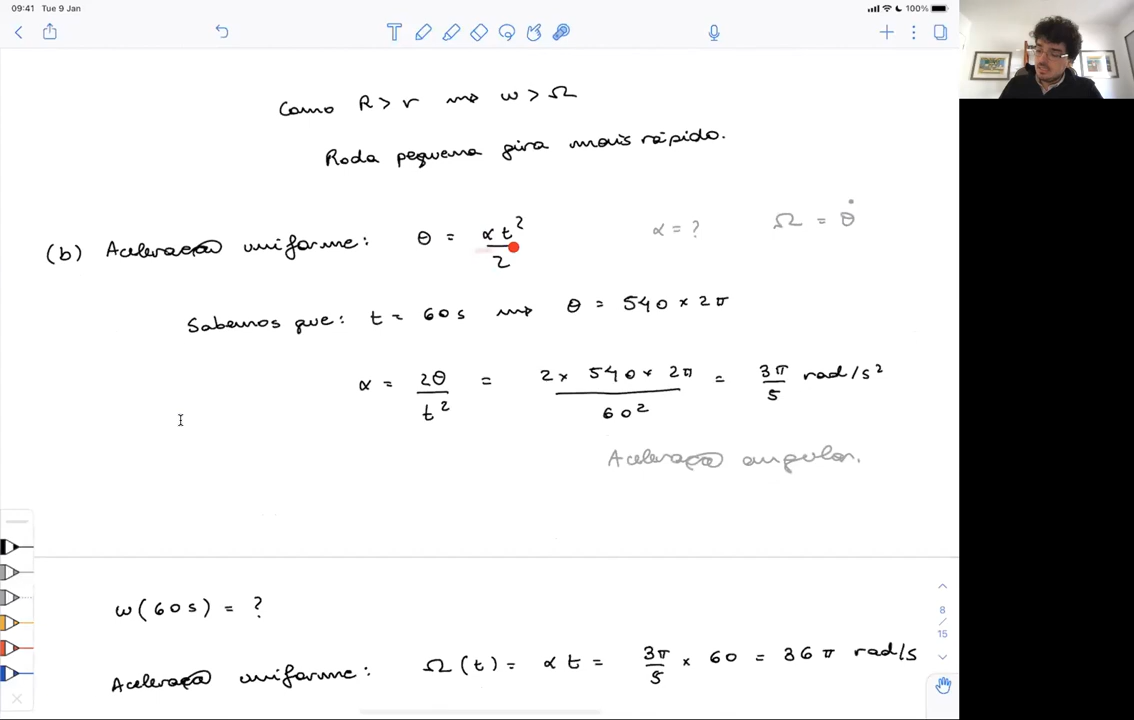 09:41 Tue 9 Jan 100%
Como R > r ⟹ w > Ω
Roda pequena gira mais rápido.
(b) Aceleração uniforme: θ = αt²/2 α = ? Ω = θ̇
Sabemos que: t = 60s ⟹ θ = 540 × 2π
α = 2θ/t² = 2 × 540 × 2π/60² = 3π/5 rad/s²
Aceleração angular.
w(60s) = ?
Aceleração uniforme: Ω(t) = αt = 3π/5 × 60 = 36π rad/s
8
/
15